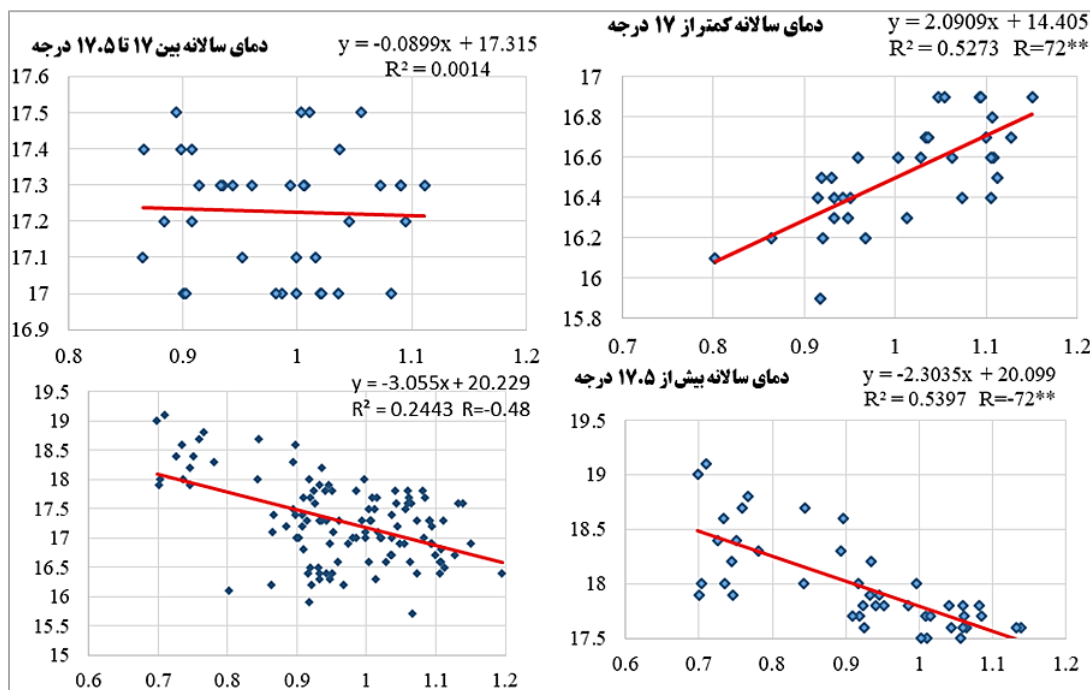 دمای سالانه بین ۱۷ تا ۱۷.۵ درجه
y = -0.0899x + 17.315
R² = 0.0014
17.6
17.5
17.4
17.3
17.2
17.1
17
16.9
0.8 0.9 1 1.1 1.2
دمای سالانه کمتر از ۱۷ درجه
y = 2.0909x + 14.405
R² = 0.5273 R=72**
17
16.8
16.6
16.4
16.2
16
15.8
0.7 0.8 0.9 1 1.1 1.2
y = -3.055x + 20.229
R² = 0.2443 R=-0.48
19.5
19
18.5
18
17.5
17
16.5
16
15.5
15
0.6 0.7 0.8 0.9 1 1.1 1.2
دمای سالانه بیش از ۱۷.۵ درجه
y = -2.3035x + 20.099
R² = 0.5397 R=-72**
19.5
19
18.5
18
17.5
0.6 0.7 0.8 0.9 1 1.1 1.2